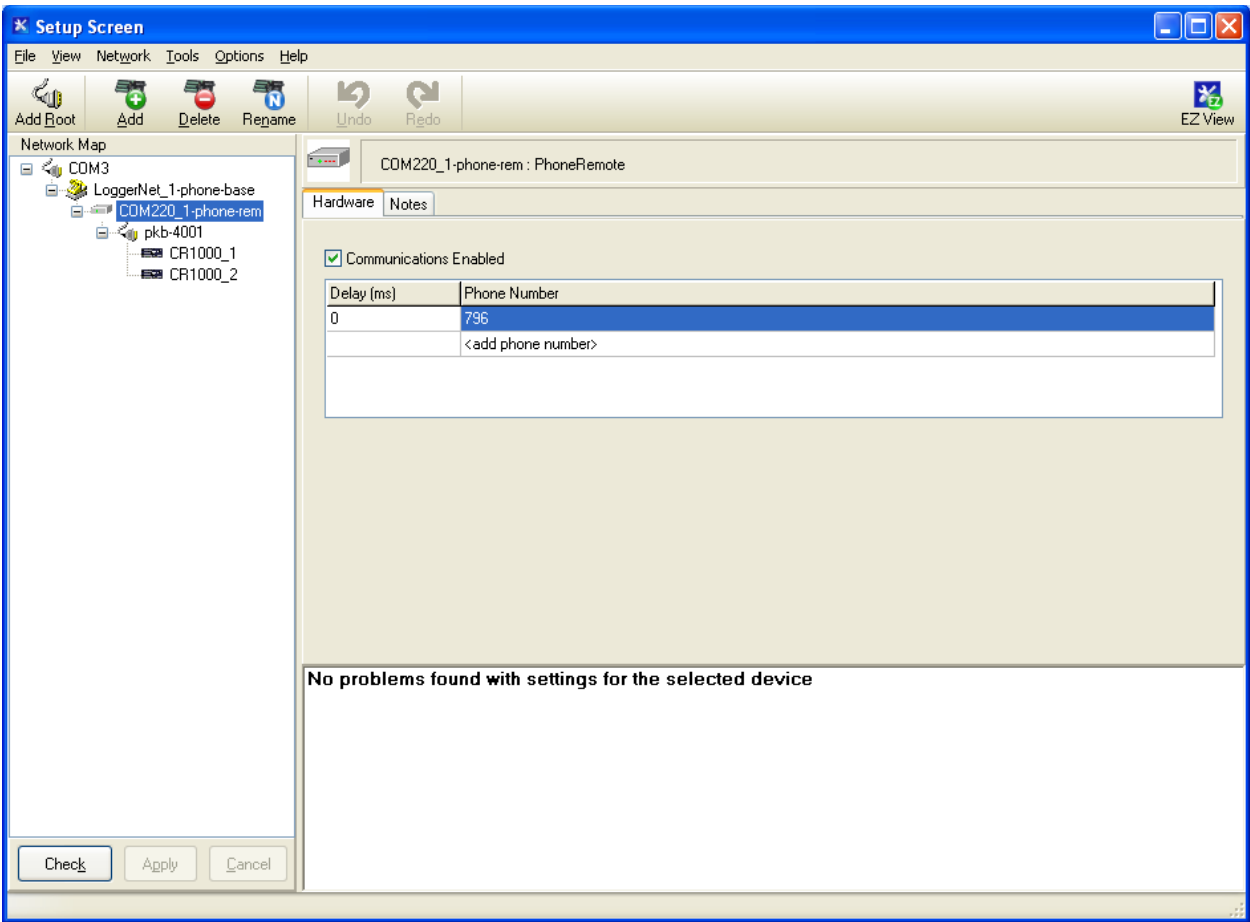 Setup Screen
File View Network Tools Options Help
Add Root Add Delete Rename Undo Redo EZ View
Network Map
COM3
LoggerNet_1-phone-base
COM220_1-phone-rem
pkb-4001
CR1000_1
CR1000_2
COM220_1-phone-rem : PhoneRemote
Hardware Notes
Communications Enabled
Delay (ms) Phone Number
0 796
<add phone number>
No problems found with settings for the selected device
Check Apply Cancel